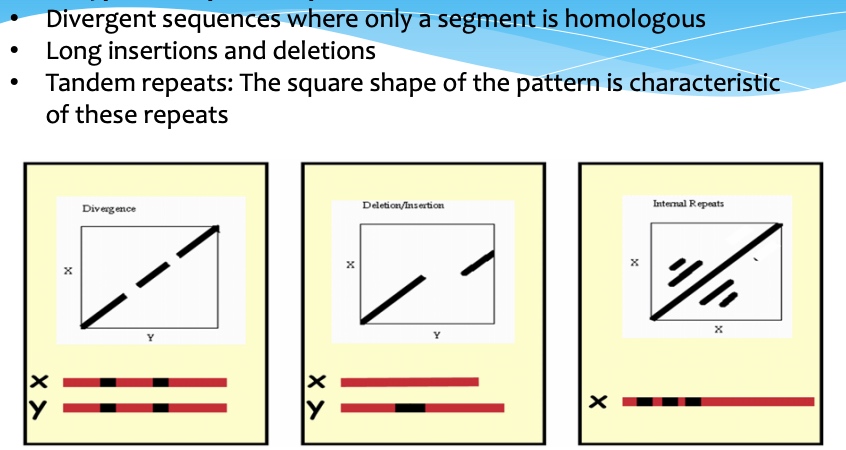 • Divergent sequences where only a segment is homologous
• Long insertions and deletions
• Tandem repeats: The square shape of the pattern is characteristic
of these repeats
Divergence
X
Y
X
Y
Deletion/Insertion
X
Y
X
Y
Internal Repeats
X
X
X